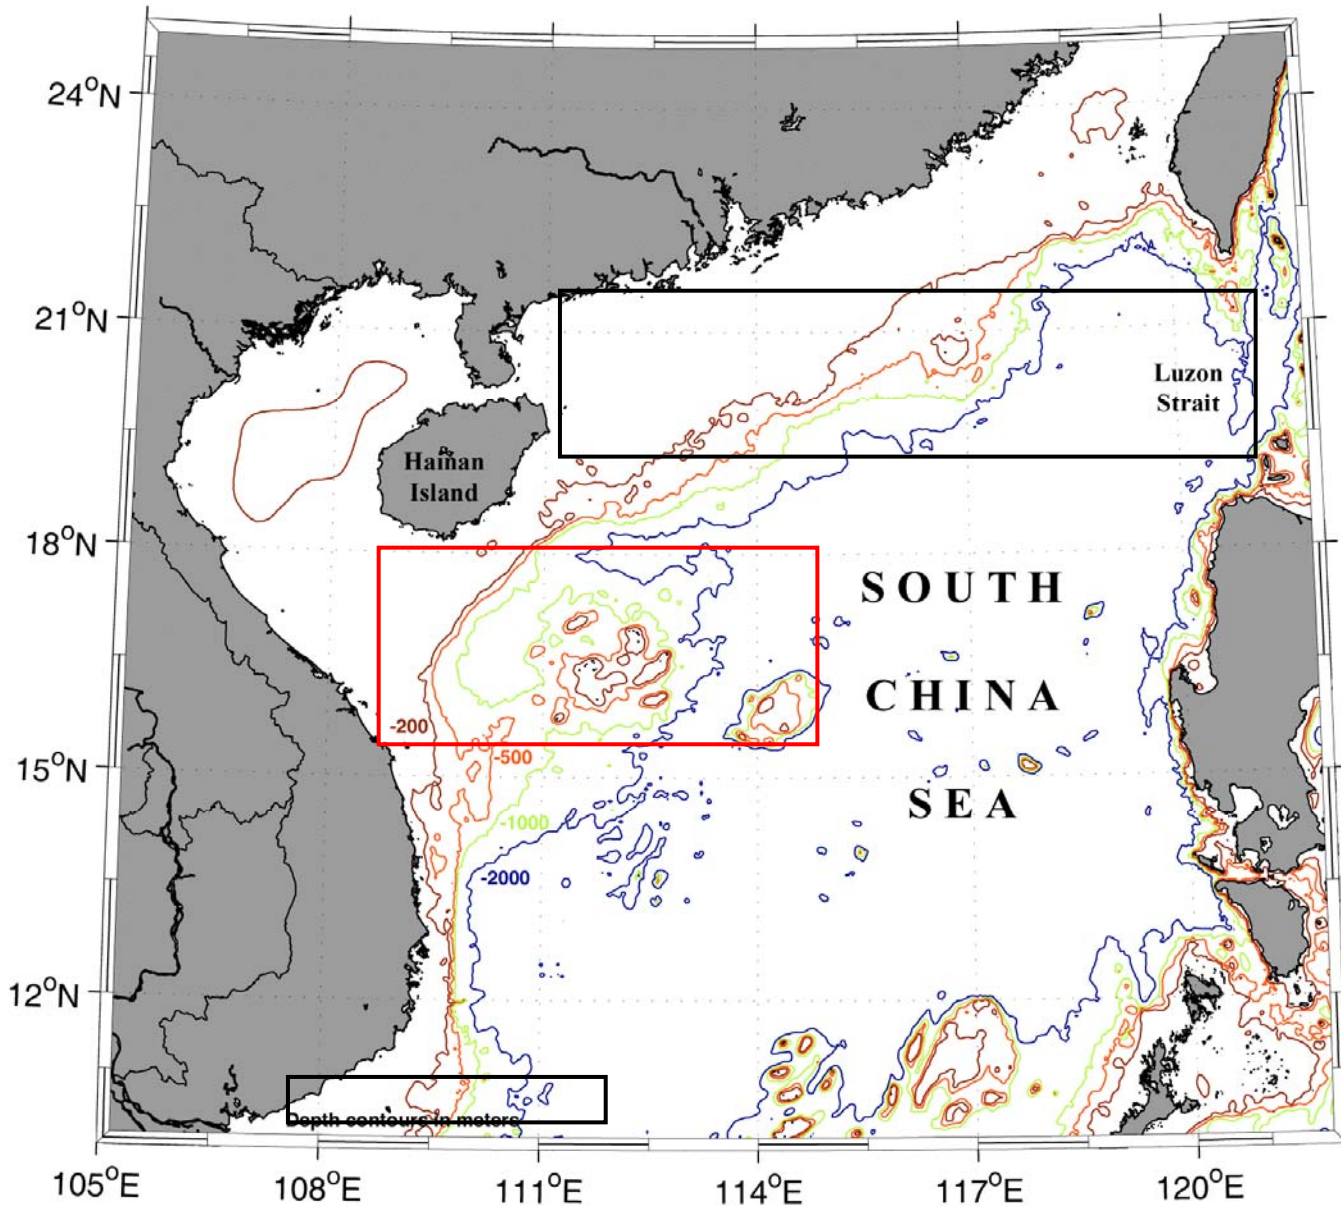 24°N
21°N
Luzon
Strait
Hainan
Island
18°N
SOUTH
CHINA
-200
-500
15°N
SEA
-1000
-2000
12°N
Depth contours in meters
105°E 108°E 111°E 114°E 117°E 120°E